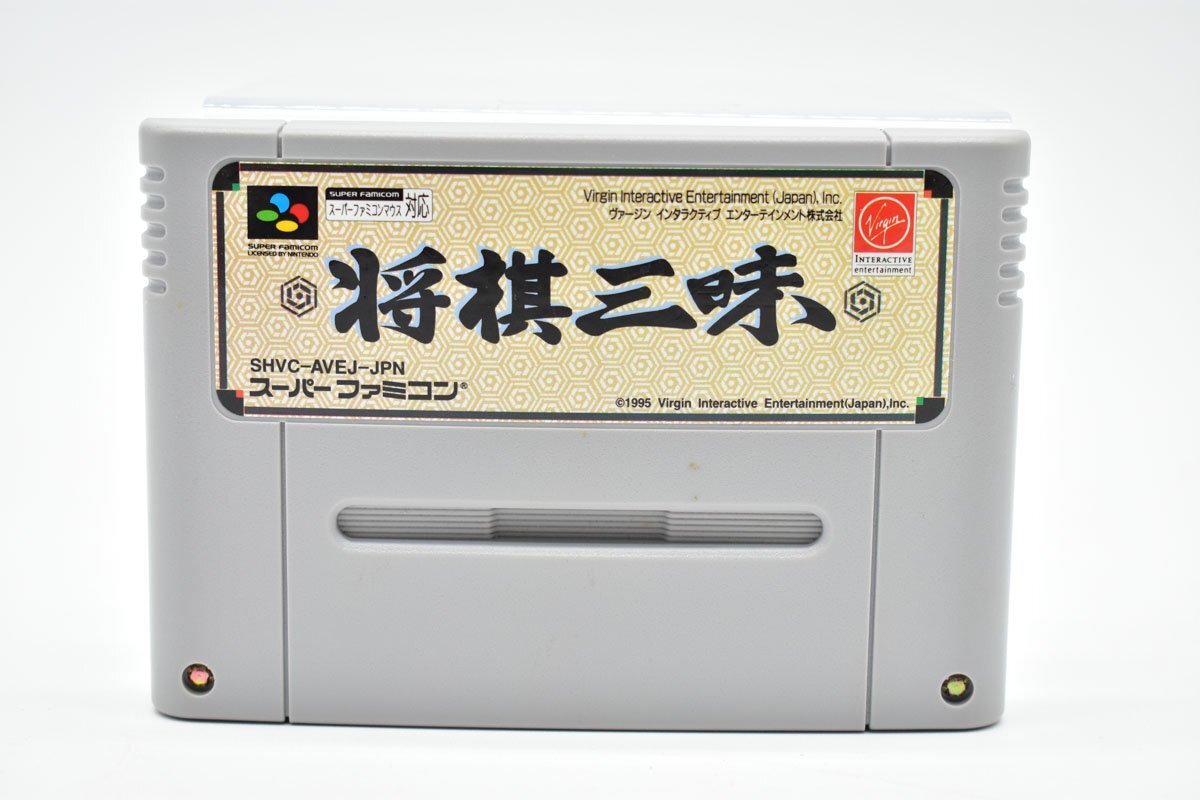 SUPER FAMICOM
LICENSED BY NINTENDO
SUPER FAMICOM
スーパーファミコンマウス 対応
Virgin Interactive Entertainment (Japan), Inc.
ヴァージン インタラクティブ エンターテインメント株式会社
Virgin
INTERACTIVE
entertainment
将棋三昧
SHVC-AVEJ-JPN
スーパーファミコン®
©1995 Virgin Interactive Entertainment(Japan),Inc.